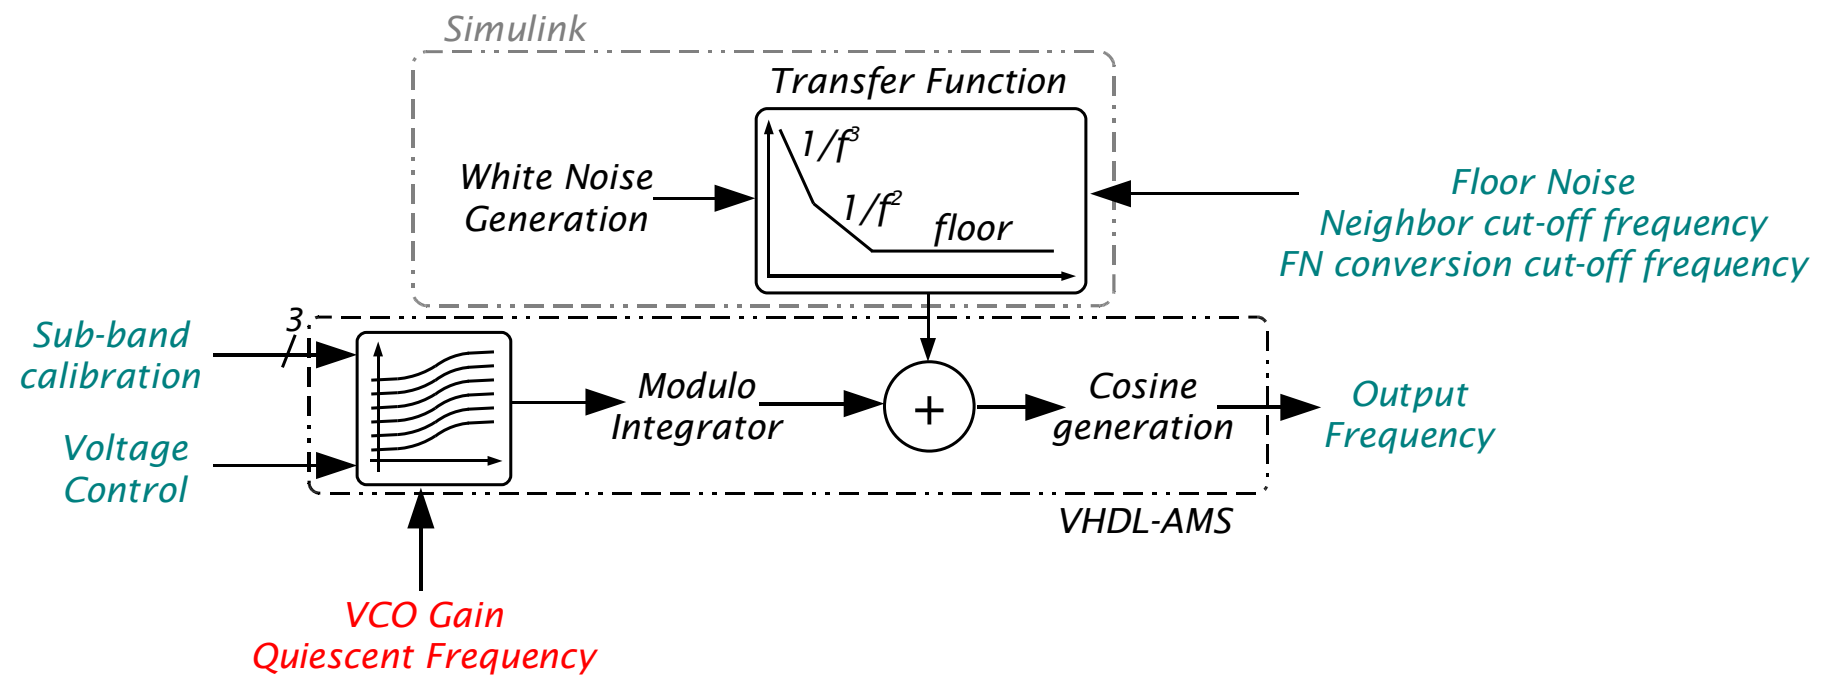 Simulink
Transfer Function
1/f³
1/f²
floor
White Noise
Generation
Floor Noise
Neighbor cut-off frequency
FN conversion cut-off frequency
3
Sub-band
calibration
Voltage
Control
Modulo
Integrator
+
Cosine
generation
Output
Frequency
VHDL-AMS
VCO Gain
Quiescent Frequency